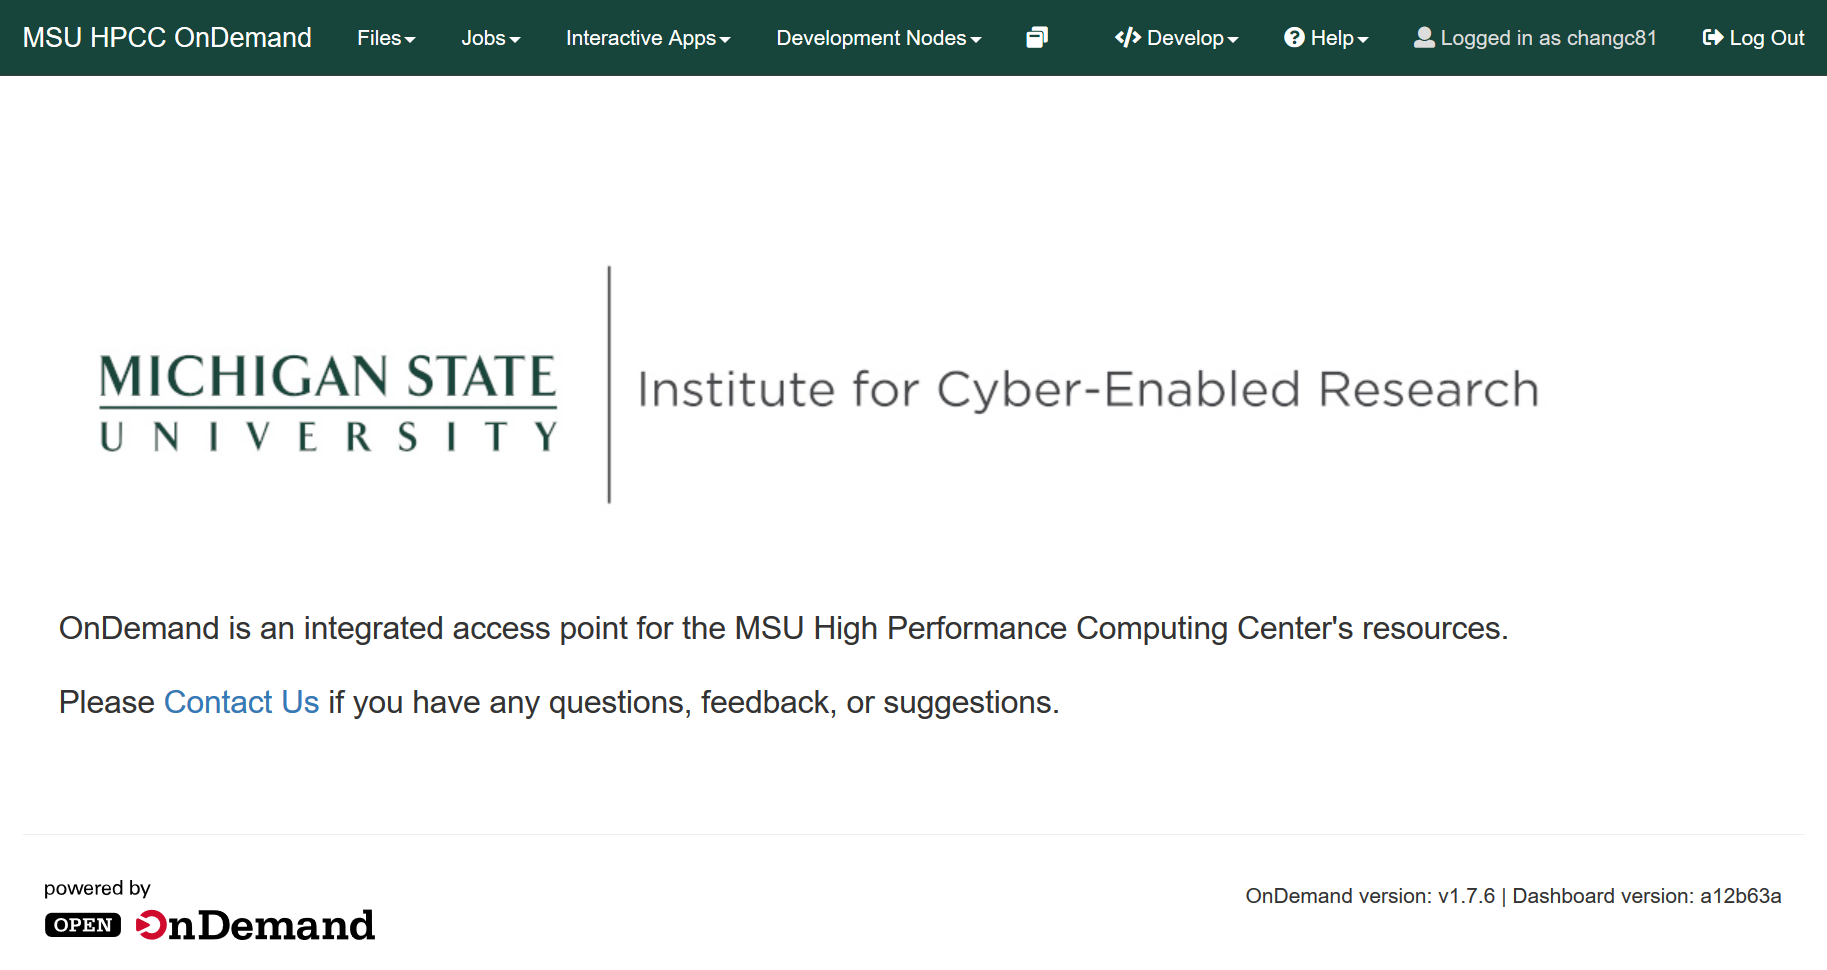 MSU HPCC OnDemand Files Jobs Interactive Apps Development Nodes </> Develop ? Help Logged in as changc81 Log Out
MICHIGAN STATE
UNIVERSITY
Institute for Cyber-Enabled Research
OnDemand is an integrated access point for the MSU High Performance Computing Center's resources.
Please Contact Us if you have any questions, feedback, or suggestions.
powered by
OPEN OnDemand
OnDemand version: v1.7.6 | Dashboard version: a12b63a